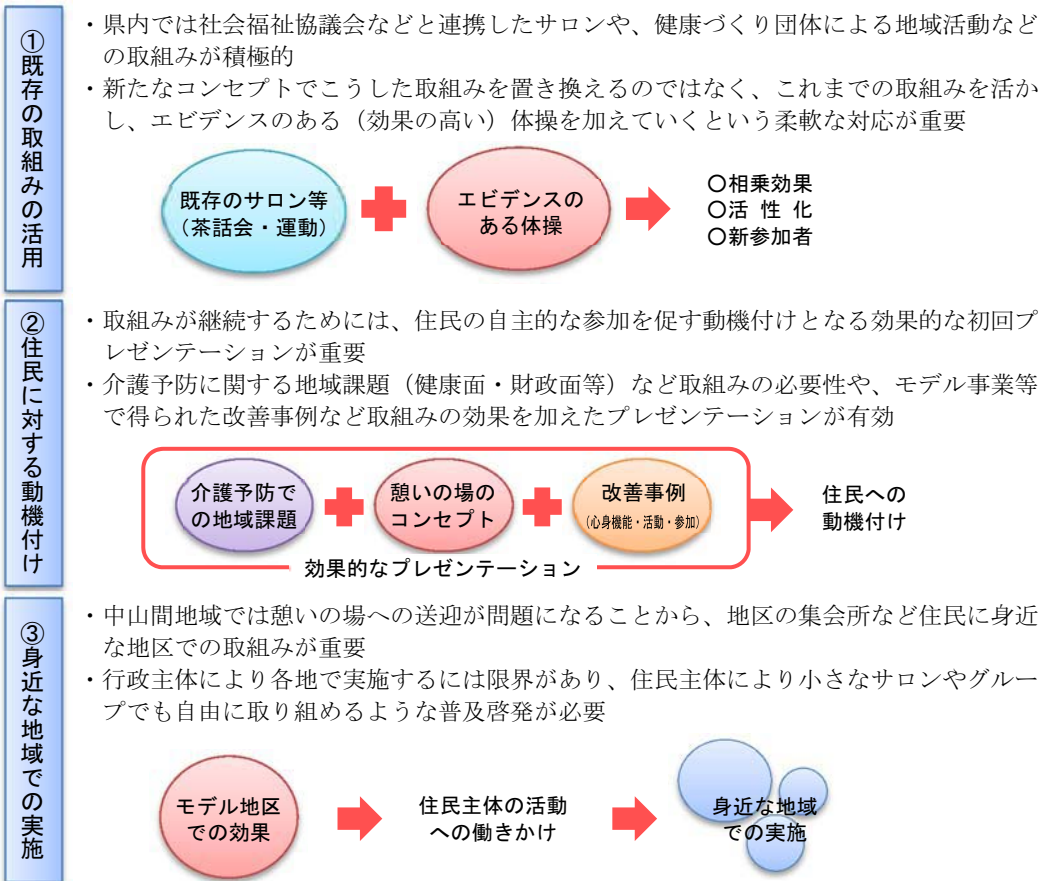 ①既存の取組みの活用
・県内では社会福祉協議会などと連携したサロンや、健康づくり団体による地域活動など
の取組みが積極的
・新たなコンセプトでこうした取組みを置き換えるのではなく、これまでの取組みを活か
し、エビデンスのある（効果の高い）体操を加えていくという柔軟な対応が重要
既存のサロン等
（茶話会・運動）
エビデンスの
ある体操
〇相乗効果
〇活 性 化
〇新参加者
②住民に対する動機付け
・取組みが継続するためには、住民の自主的な参加を促す動機付けとなる効果的な初回プ
レゼンテーションが重要
・介護予防に関する地域課題（健康面・財政面等）など取組みの必要性や、モデル事業等
で得られた改善事例など取組みの効果を加えたプレゼンテーションが有効
介護予防で
の地域課題
憩いの場の
コンセプト
改善事例
（心身機能・活動・参加）
住民への
動機付け
効果的なプレゼンテーション
③身近な地域での実施
・中山間地域では憩いの場への送迎が問題になることから、地区の集会所など住民に身近
な地区での取組みが重要
・行政主体により各地で実施するには限界があり、住民主体により小さなサロンやグルー
プでも自由に取り組めるような普及啓発が必要
モデル地区
での効果
住民主体の活動
への働きかけ
身近な地域
での実施